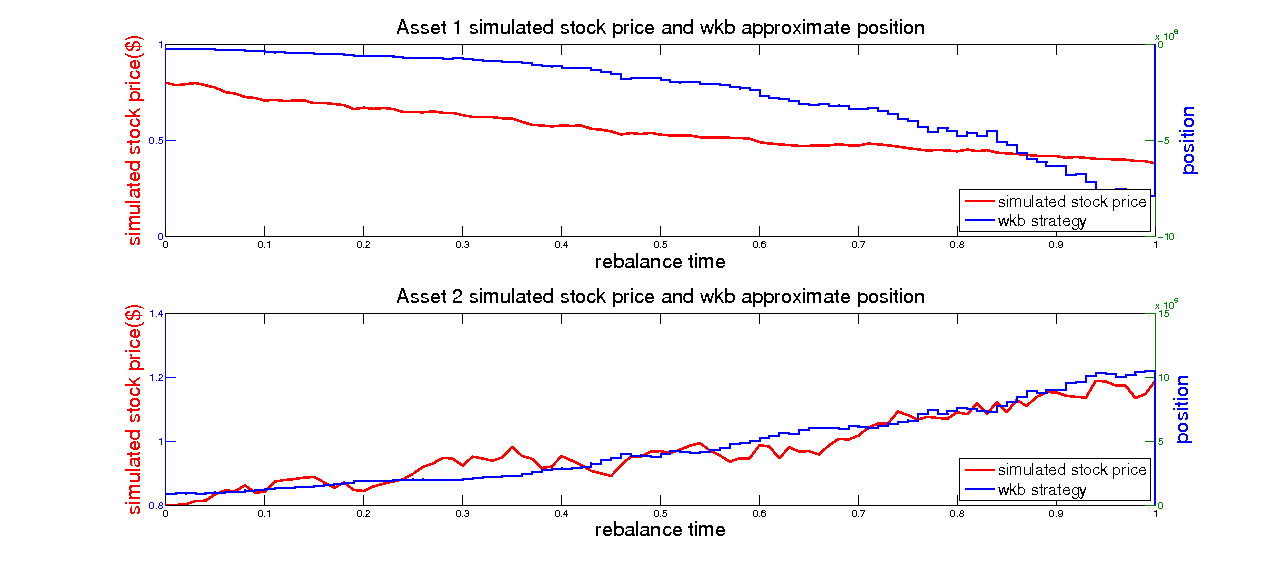 Asset 1 simulated stock price and wkb approximate position
simulated stock price($)
1
0.5
0
x 10^6
0
−5
−10
position
simulated stock price
wkb strategy
0 0.1 0.2 0.3 0.4 0.5 0.6 0.7 0.8 0.9 1
rebalance time
Asset 2 simulated stock price and wkb approximate position
simulated stock price($)
1.4
1.2
1
0.8
x 10^5
15
10
5
0
position
simulated stock price
wkb strategy
0 0.1 0.2 0.3 0.4 0.5 0.6 0.7 0.8 0.9 1
rebalance time